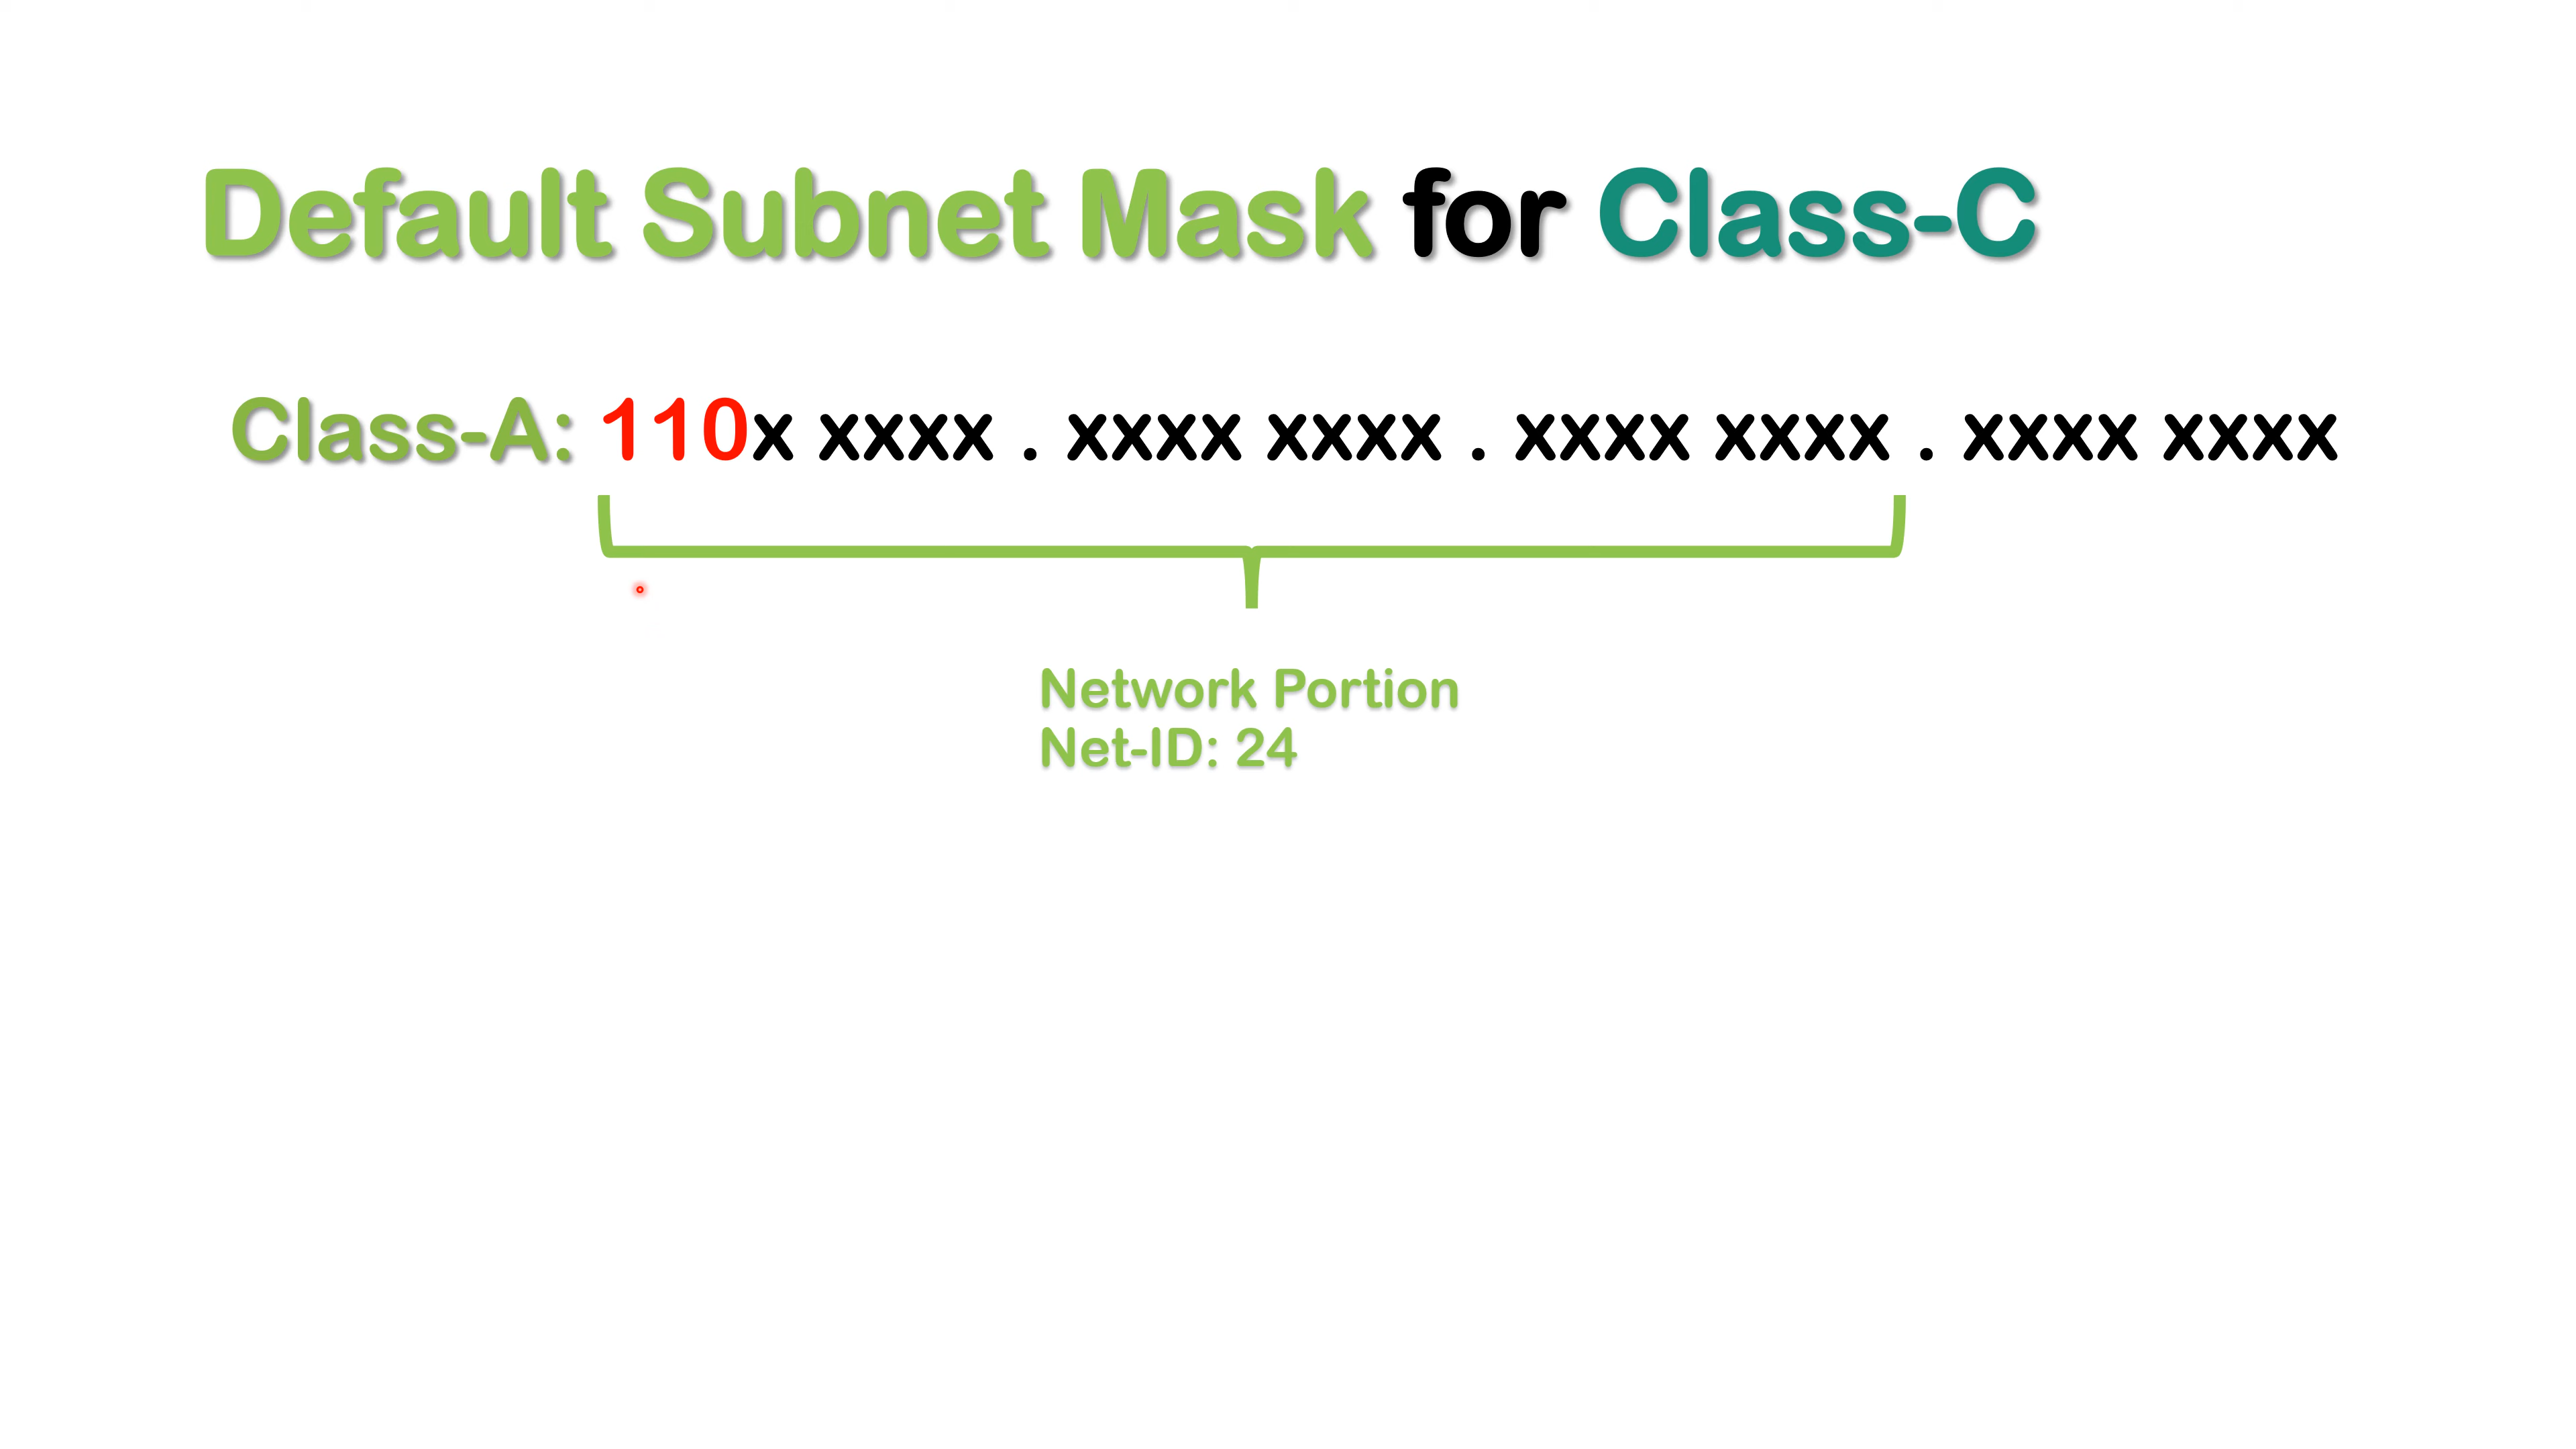 Default Subnet Mask for Class-C
Class-A: 110x xxxx . xxxx xxxx . xxxx xxxx . xxxx xxxx
Network Portion
Net-ID: 24